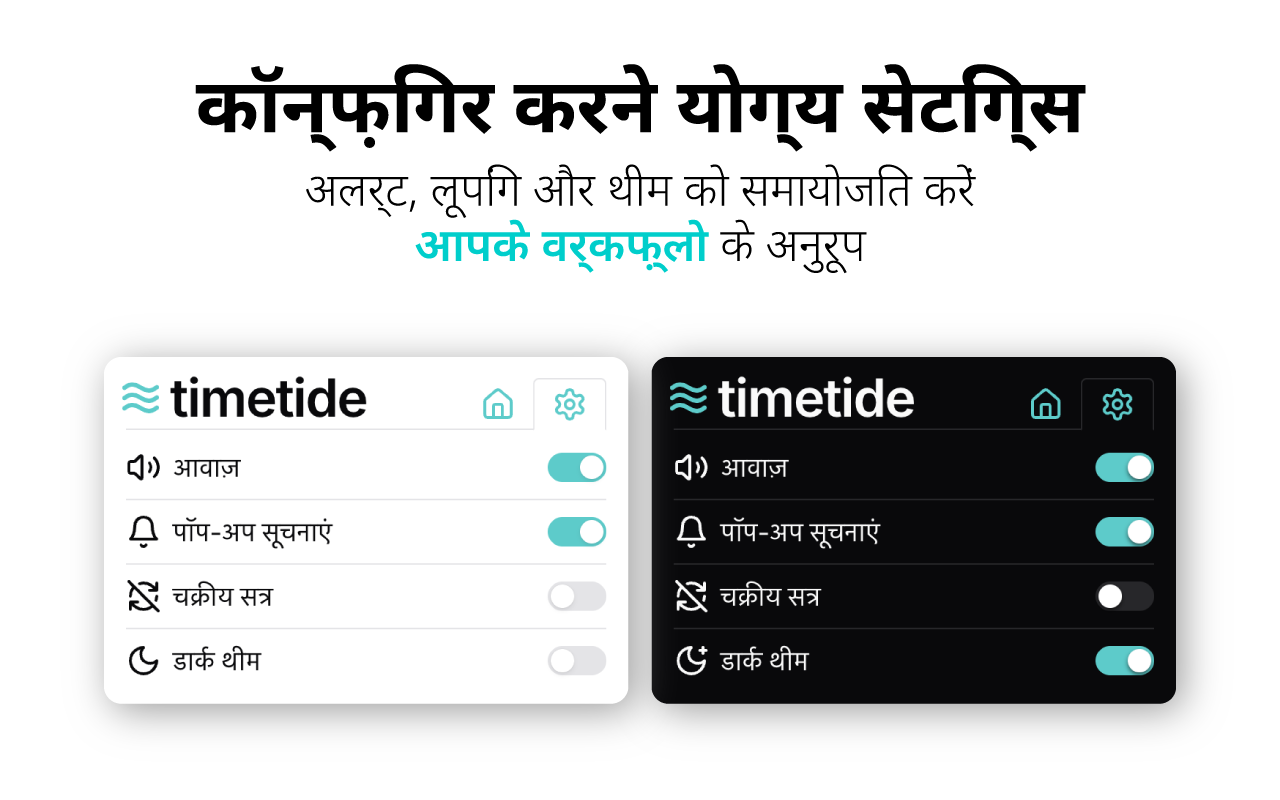 कॉन्फ़िगर करने योग्य सेटिंग्स
अलर्ट, लूपिंग और थीम को समायोजित करें
आपके वर्कफ़्लो के अनुरूप
timetide
आवाज़
पॉप-अप सूचनाएं
चक्रीय सत्र
डार्क थीम
timetide
आवाज़
पॉप-अप सूचनाएं
चक्रीय सत्र
डार्क थीम